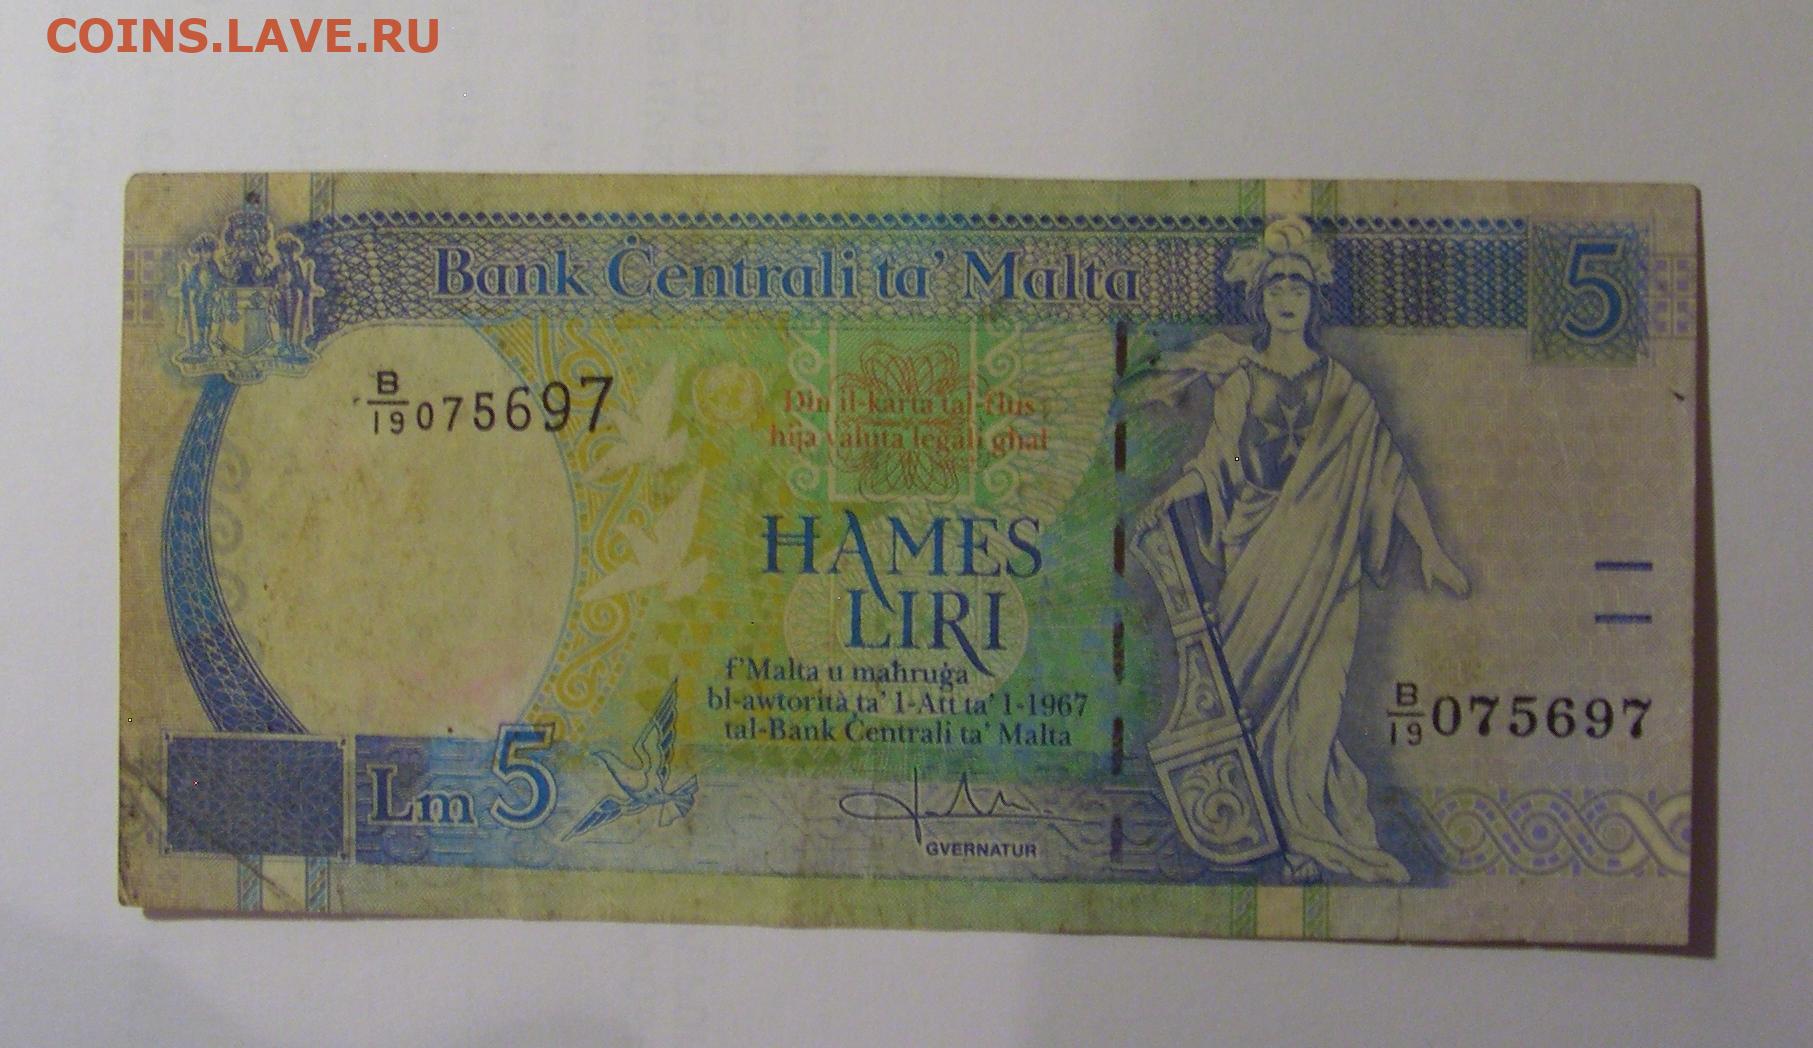 COINS.LAVE.RU
Bank Ċentrali ta' Malta
5
B/19 075697
Din il-karta tal-flus
hija valuta legali għal
ĦAMES
LIRI
f'Malta u maħruġa
bl-awtorità ta' l-Att ta' l-1967
tal-Bank Ċentrali ta' Malta
B/19 075697
Lm 5
GVERNATUR